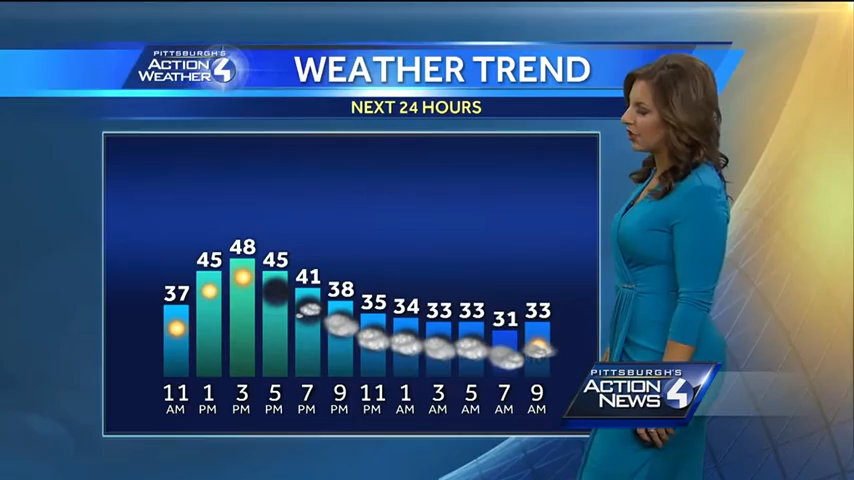 PITTSBURGH'S
ACTION
WEATHER 4
WEATHER TREND
NEXT 24 HOURS
37 45 48 45 41 38 35 34 33 33 31 33
11 1 3 5 7 9 11 1 3 5 7 9
AM PM PM PM PM PM PM AM AM AM AM AM
PITTSBURGH'S
ACTION
NEWS 4